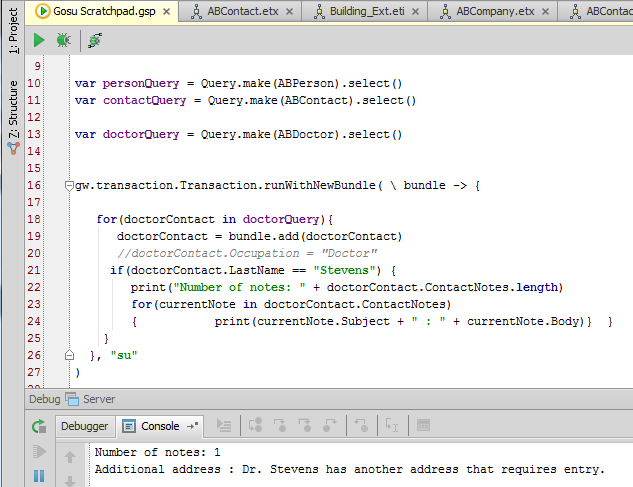 Gosu Scratchpad.gsp × ABContact.etx × Building_Ext.eti × ABCompany.etx × ABContac
1: Project
Z: Structure
9
10 var personQuery = Query.make(ABPerson).select()
11 var contactQuery = Query.make(ABContact).select()
12
13 var doctorQuery = Query.make(ABDoctor).select()
14
15
16 gw.transaction.Transaction.runWithNewBundle( \ bundle -> {
17
18 for(doctorContact in doctorQuery){
19 doctorContact = bundle.add(doctorContact)
20 //doctorContact.Occupation = "Doctor"
21 if(doctorContact.LastName == "Stevens") {
22 print("Number of notes: " + doctorContact.ContactNotes.length)
23 for(currentNote in doctorContact.ContactNotes)
24 { print(currentNote.Subject + " : " + currentNote.Body)} }
25 }
26 }, "su"
27 )
Debug Server
Debugger Console
Number of notes: 1
Additional address : Dr. Stevens has another address that requires entry.